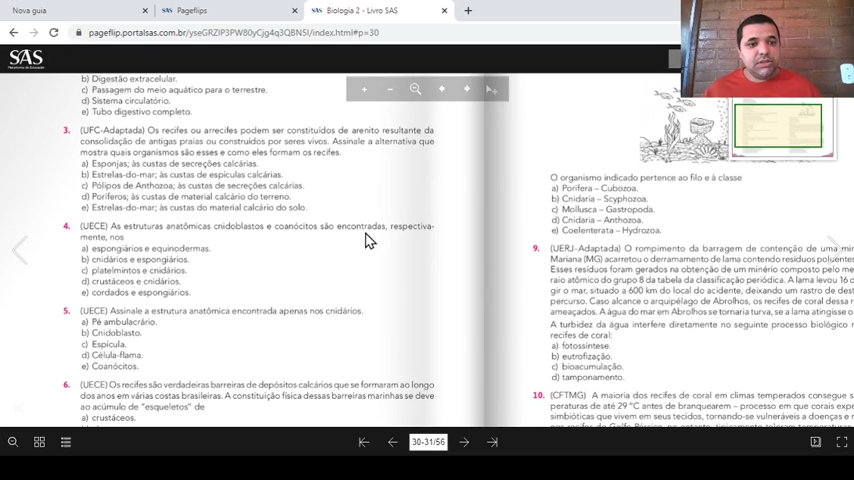 Nova guia
Pageflips
Biologia 2 - Livro SAS
pageflip.portalsas.com.br/yseGRZIP3PW80yCjg4q3QBN5I/index.html#p=30
SAS
b) Digestão extracelular.
c) Passagem do meio aquático para o terrestre.
d) Sistema circulatório.
e) Tubo digestivo completo.
3. (UFC-Adaptada) Os recifes ou arrecifes podem ser constituídos de arenito resultante da
consolidação de antigas praias ou construídos por seres vivos. Assinale a alternativa que
mostra quais organismos são esses e como eles formam os recifes.
a) Esponjas; às custas de secreções calcárias.
b) Estrelas-do-mar; às custas de espículas calcárias.
c) Pólipos de Anthozoa; às custas de secreções calcárias.
d) Poríferos; às custas de material calcário do terreno.
e) Estrelas-do-mar; às custas do material calcário do solo.
4. (UECE) As estruturas anatômicas cnidoblastos e coanócitos são encontradas, respectiva-
mente, nos
a) espongiários e equinodermas.
b) cnidários e espongiários.
c) platelmintos e cnidários.
d) crustáceos e cnidários.
e) cordados e espongiários.
5. (UECE) Assinale a estrutura anatômica encontrada apenas nos cnidários.
a) Pé ambulacrário.
b) Cnidoblasto.
c) Espícula.
d) Célula-flama.
e) Coanócitos.
6. (UECE) Os recifes são verdadeiras barreiras de depósitos calcários que se formaram ao longo
dos anos em várias costas brasileiras. A constituição física dessas barreiras marinhas se deve
ao acúmulo de "esqueletos" de
a) crustáceos.
O organismo indicado pertence ao filo e à classe
a) Porifera – Cubozoa.
b) Cnidaria – Scyphozoa.
c) Mollusca – Gastropoda.
d) Cnidaria – Anthozoa.
e) Coelenterata – Hydrozoa.
9. (UERJ-Adaptada) O rompimento da barragem de contenção de uma
Mariana (MG) acarretou o derramamento de lama contendo resíduos poluentes
Esses resíduos foram gerados na obtenção de um minério composto pelo
raio atômico do grupo 8 da tabela da classificação periódica. A lama levou 16 d
gir o mar, situado a 600 km do local do acidente, deixando um rastro de
percurso. Caso alcance o arquipélago de Abrolhos, os recifes de coral dessa
ameaçados. A água do mar em Abrolhos se tornaria turva, se a lama atingisse o
A turbidez da água interfere diretamente no seguinte processo biológico
recifes de coral:
a) fotossíntese.
b) eutrofização.
c) bioacumulação.
d) tamponamento.
10. (CFTMG) A maioria dos recifes de coral em climas temperados consegue
peraturas de até 29 °C antes de branquearem – processo em que corais
simbióticas que vivem em seus tecidos, tornando-se vulneráveis a doenças e
30-31/56